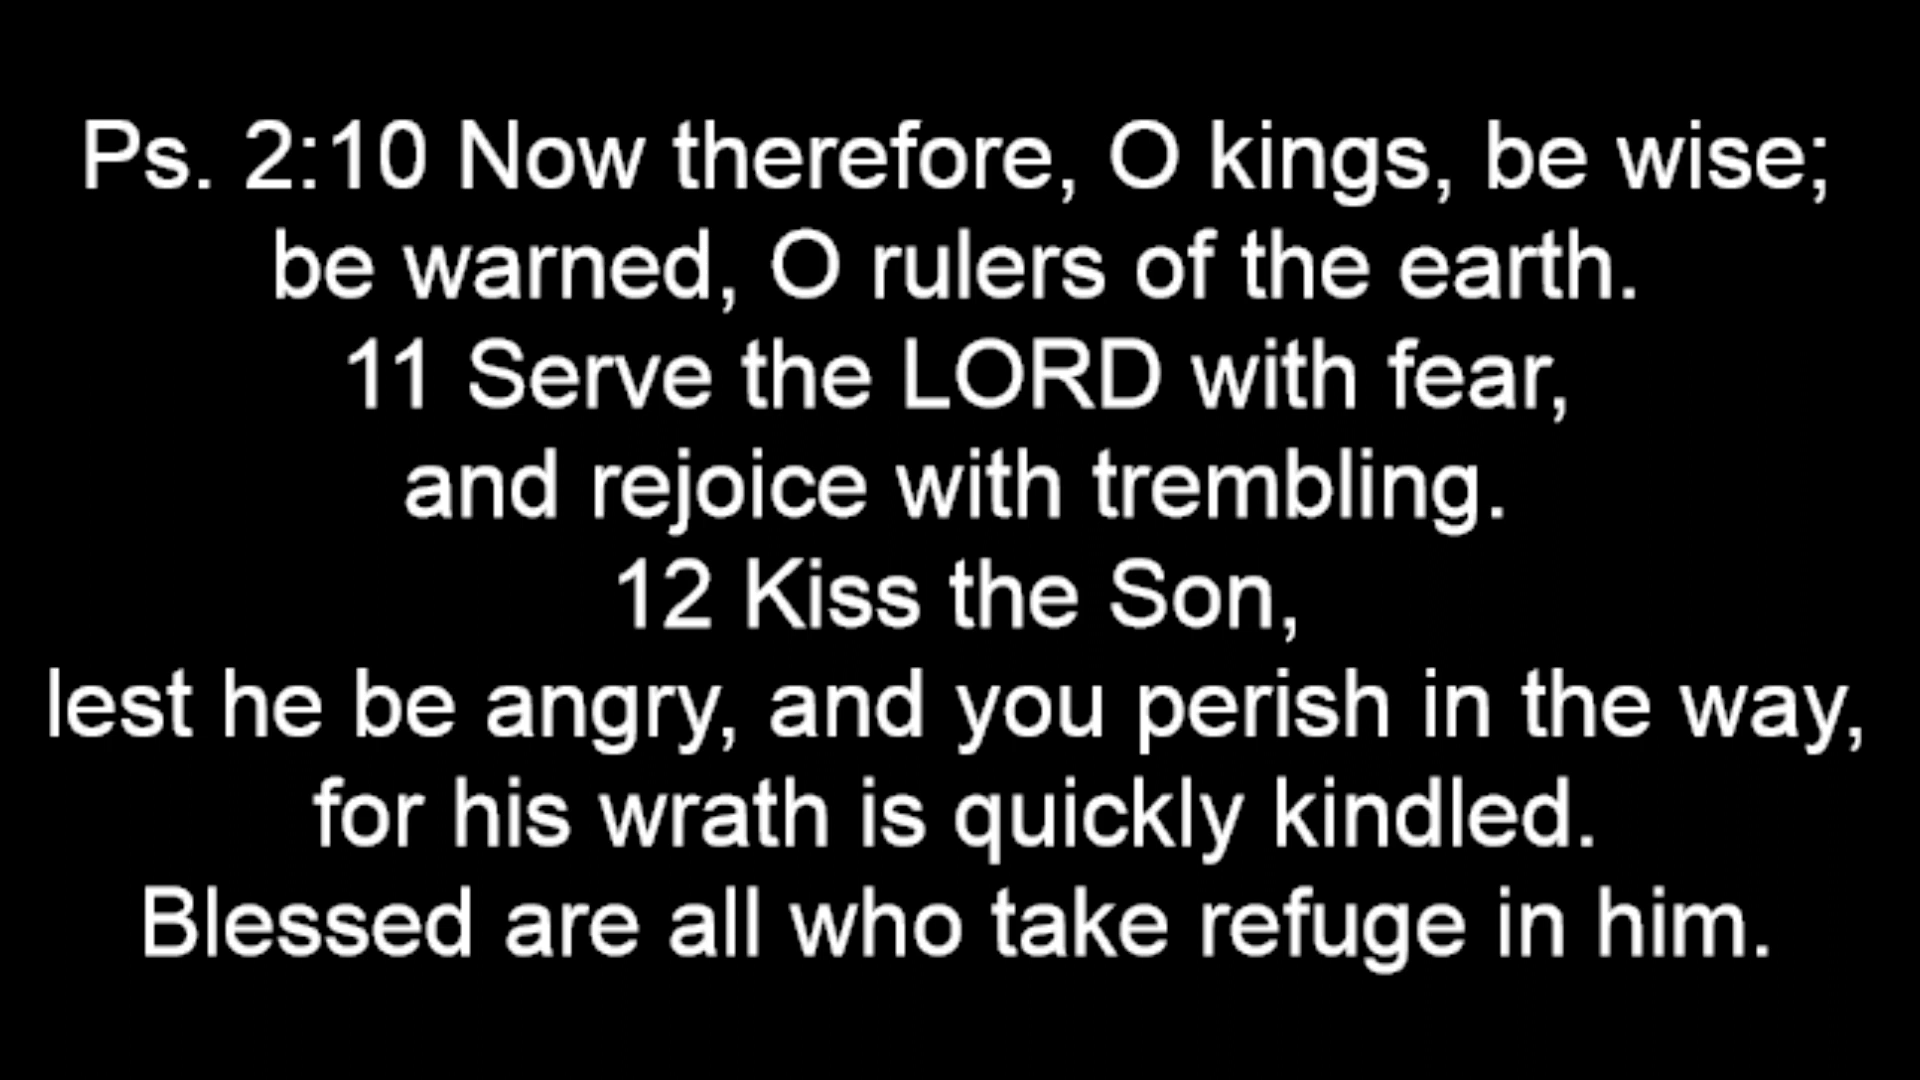 Ps. 2:10 Now therefore, O kings, be wise;
be warned, O rulers of the earth.
11 Serve the LORD with fear,
and rejoice with trembling.
12 Kiss the Son,
lest he be angry, and you perish in the way,
for his wrath is quickly kindled.
Blessed are all who take refuge in him.